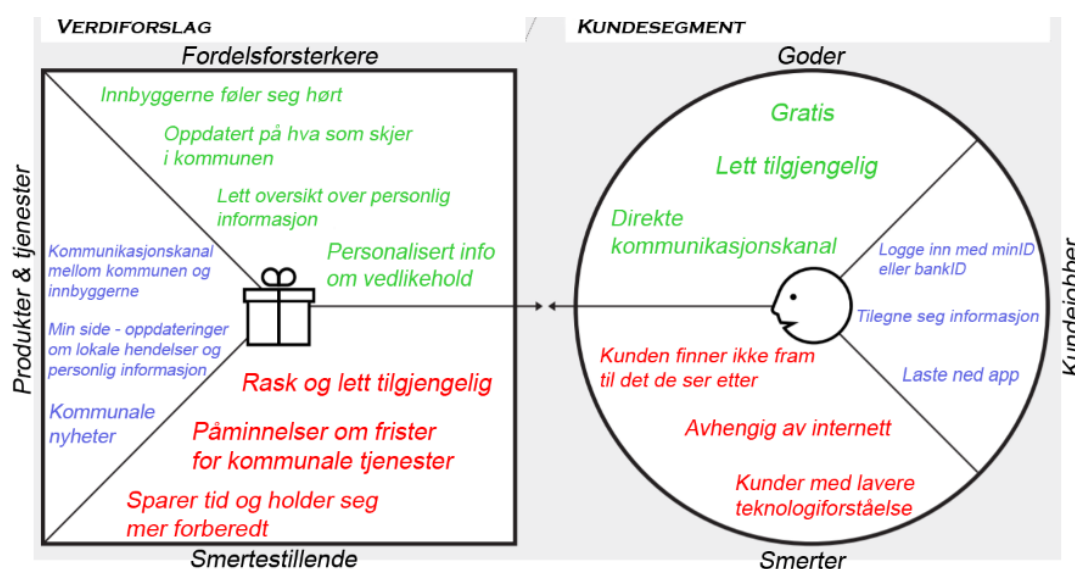 VERDIFORSLAG
Fordelsforsterkere
Innbyggerne føler seg hørt
Oppdatert på hva som skjer
i kommunen
Lett oversikt over personlig
informasjon
Personalisert info
om vedlikehold
Produkter & tjenester
Kommunikasjonskanal
mellom kommunen og
innbyggerne
Min side - oppdateringer
om lokale hendelser og
personlig informasjon
Kommunale
nyheter
Rask og lett tilgjengelig
Påminnelser om frister
for kommunale tjenester
Sparer tid og holder seg
mer forberedt
Smertestillende
KUNDESEGMENT
Goder
Gratis
Lett tilgjengelig
Direkte
kommunikasjonskanal
Logge inn med minID
eller bankID
Tilegne seg informasjon
Laste ned app
Kundejobber
Kunden finner ikke fram
til det de ser etter
Avhengig av internett
Kunder med lavere
teknologiforståelse
Smerter